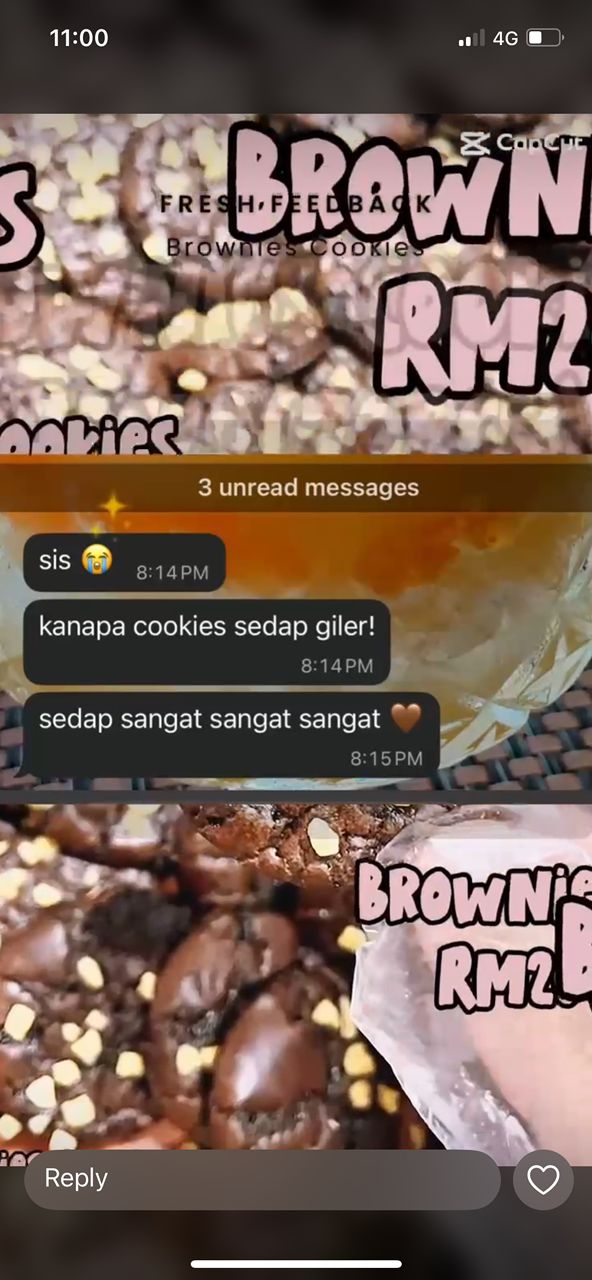 11:00
4G
CapCut
BROWN
S
FRESH FEEDBACK
Brownies Cookies
RM2
ookies
3 unread messages
sis 😭
8:14 PM
kanapa cookies sedap giler!
8:14 PM
sedap sangat sangat sangat 🤎
8:15 PM
BROWNie
RM2
B
Reply